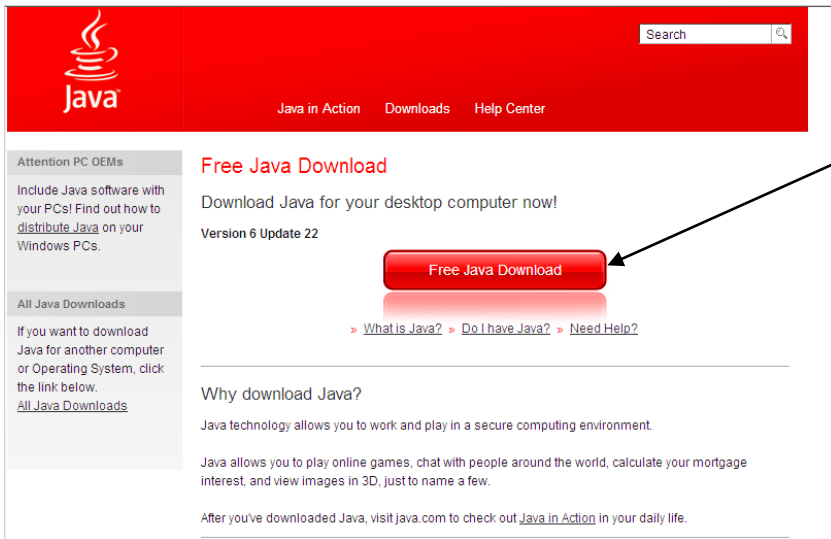 Java™
Search
Java in Action Downloads Help Center
Attention PC OEMs
Include Java software with
your PCs! Find out how to
distribute Java on your
Windows PCs.
All Java Downloads
If you want to download
Java for another computer
or Operating System, click
the link below.
All Java Downloads
Free Java Download
Download Java for your desktop computer now!
Version 6 Update 22
Free Java Download
» What is Java? » Do I have Java? » Need Help?
Why download Java?
Java technology allows you to work and play in a secure computing environment.
Java allows you to play online games, chat with people around the world, calculate your mortgage
interest, and view images in 3D, just to name a few.
After you've downloaded Java, visit java.com to check out Java in Action in your daily life.